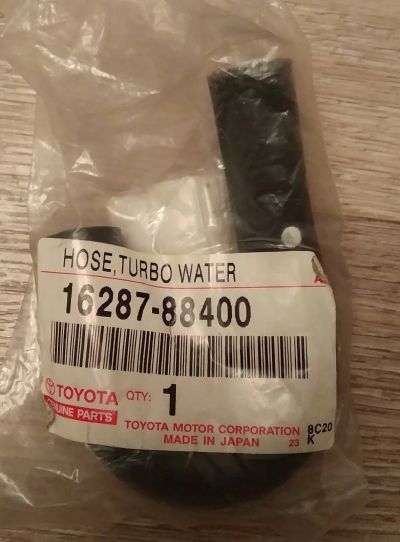 HOSE, TURBO WATER
16287-88400
TOYOTA QTY: 1
GENUINE PARTS
TOYOTA MOTOR CORPORATION 8C20
MADE IN JAPAN 23 K